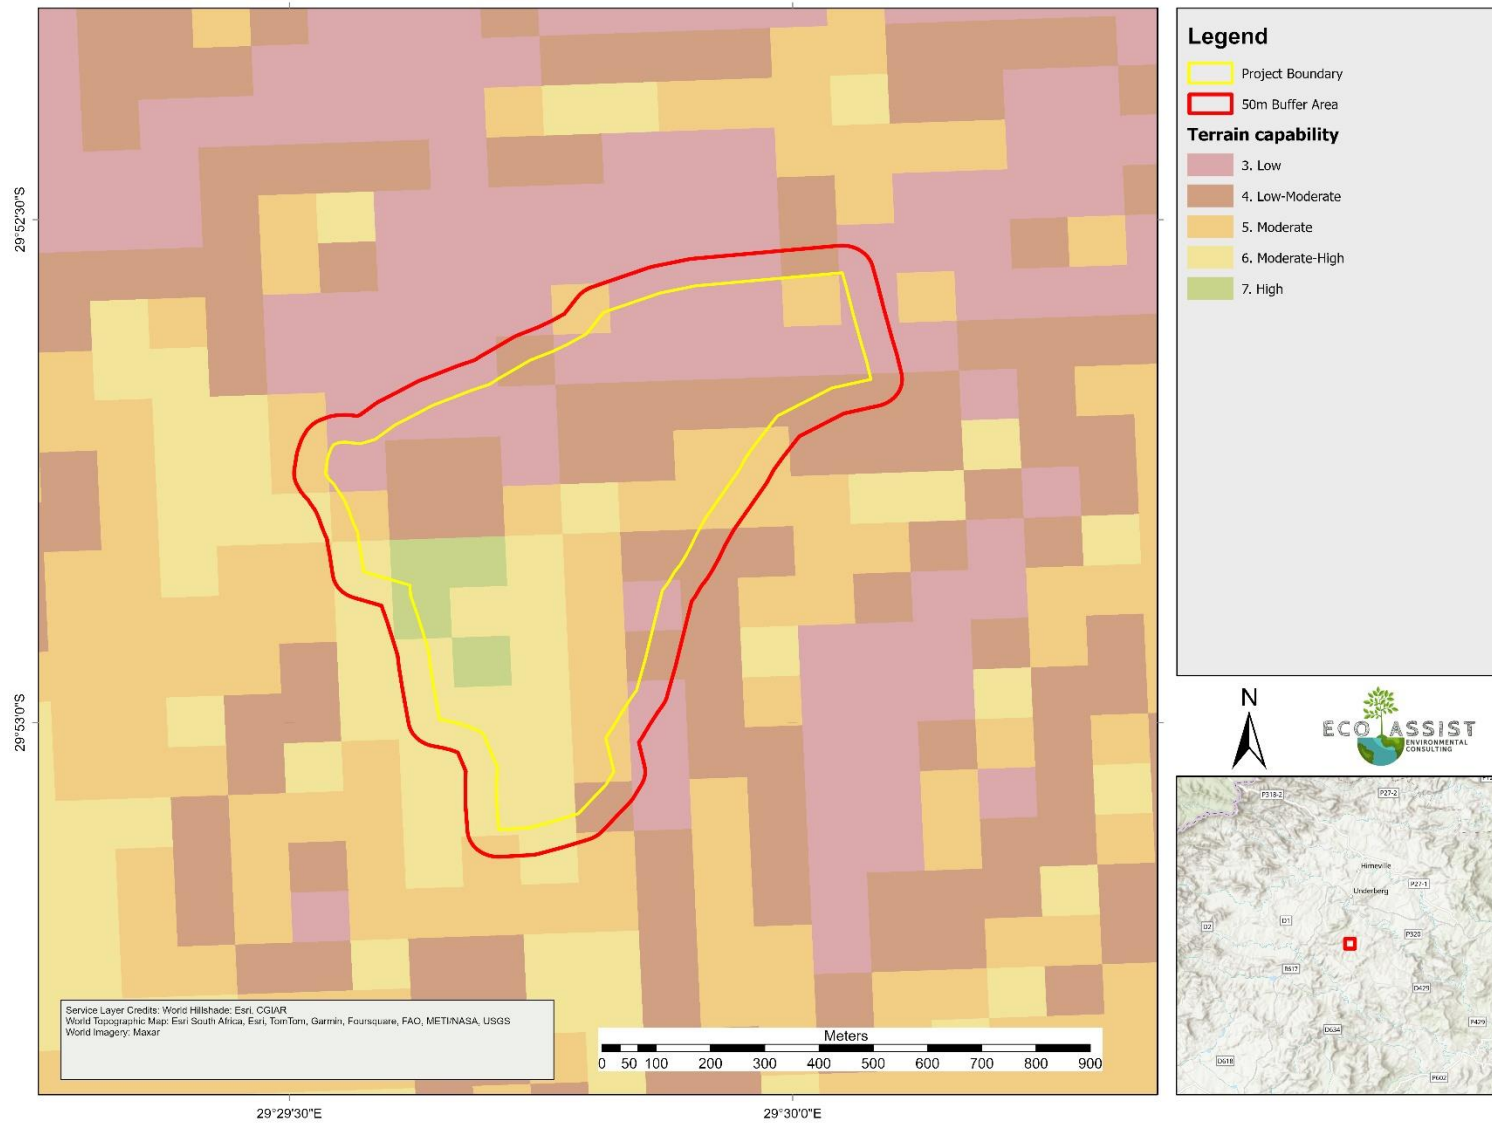 Legend
Project Boundary
50m Buffer Area
Terrain capability
3. Low
4. Low-Moderate
5. Moderate
6. Moderate-High
7. High
29°52'30"S
29°53'0"S
29°29'30"E
29°30'0"E
N
ECO ASSIST
ENVIRONMENTAL
CONSULTING
Service Layer Credits: World Hillshade: Esri, CGIAR
World Topographic Map: Esri South Africa, Esri, TomTom, Garmin, Foursquare, FAO, METI/NASA, USGS
World Imagery: Maxar
Meters
0 50 100 200 300 400 500 600 700 800 900
P318-2
P27-2
Himeville
Underberg
P27-1
D1
D2
P320
R617
D429
P429
D634
D618
P602